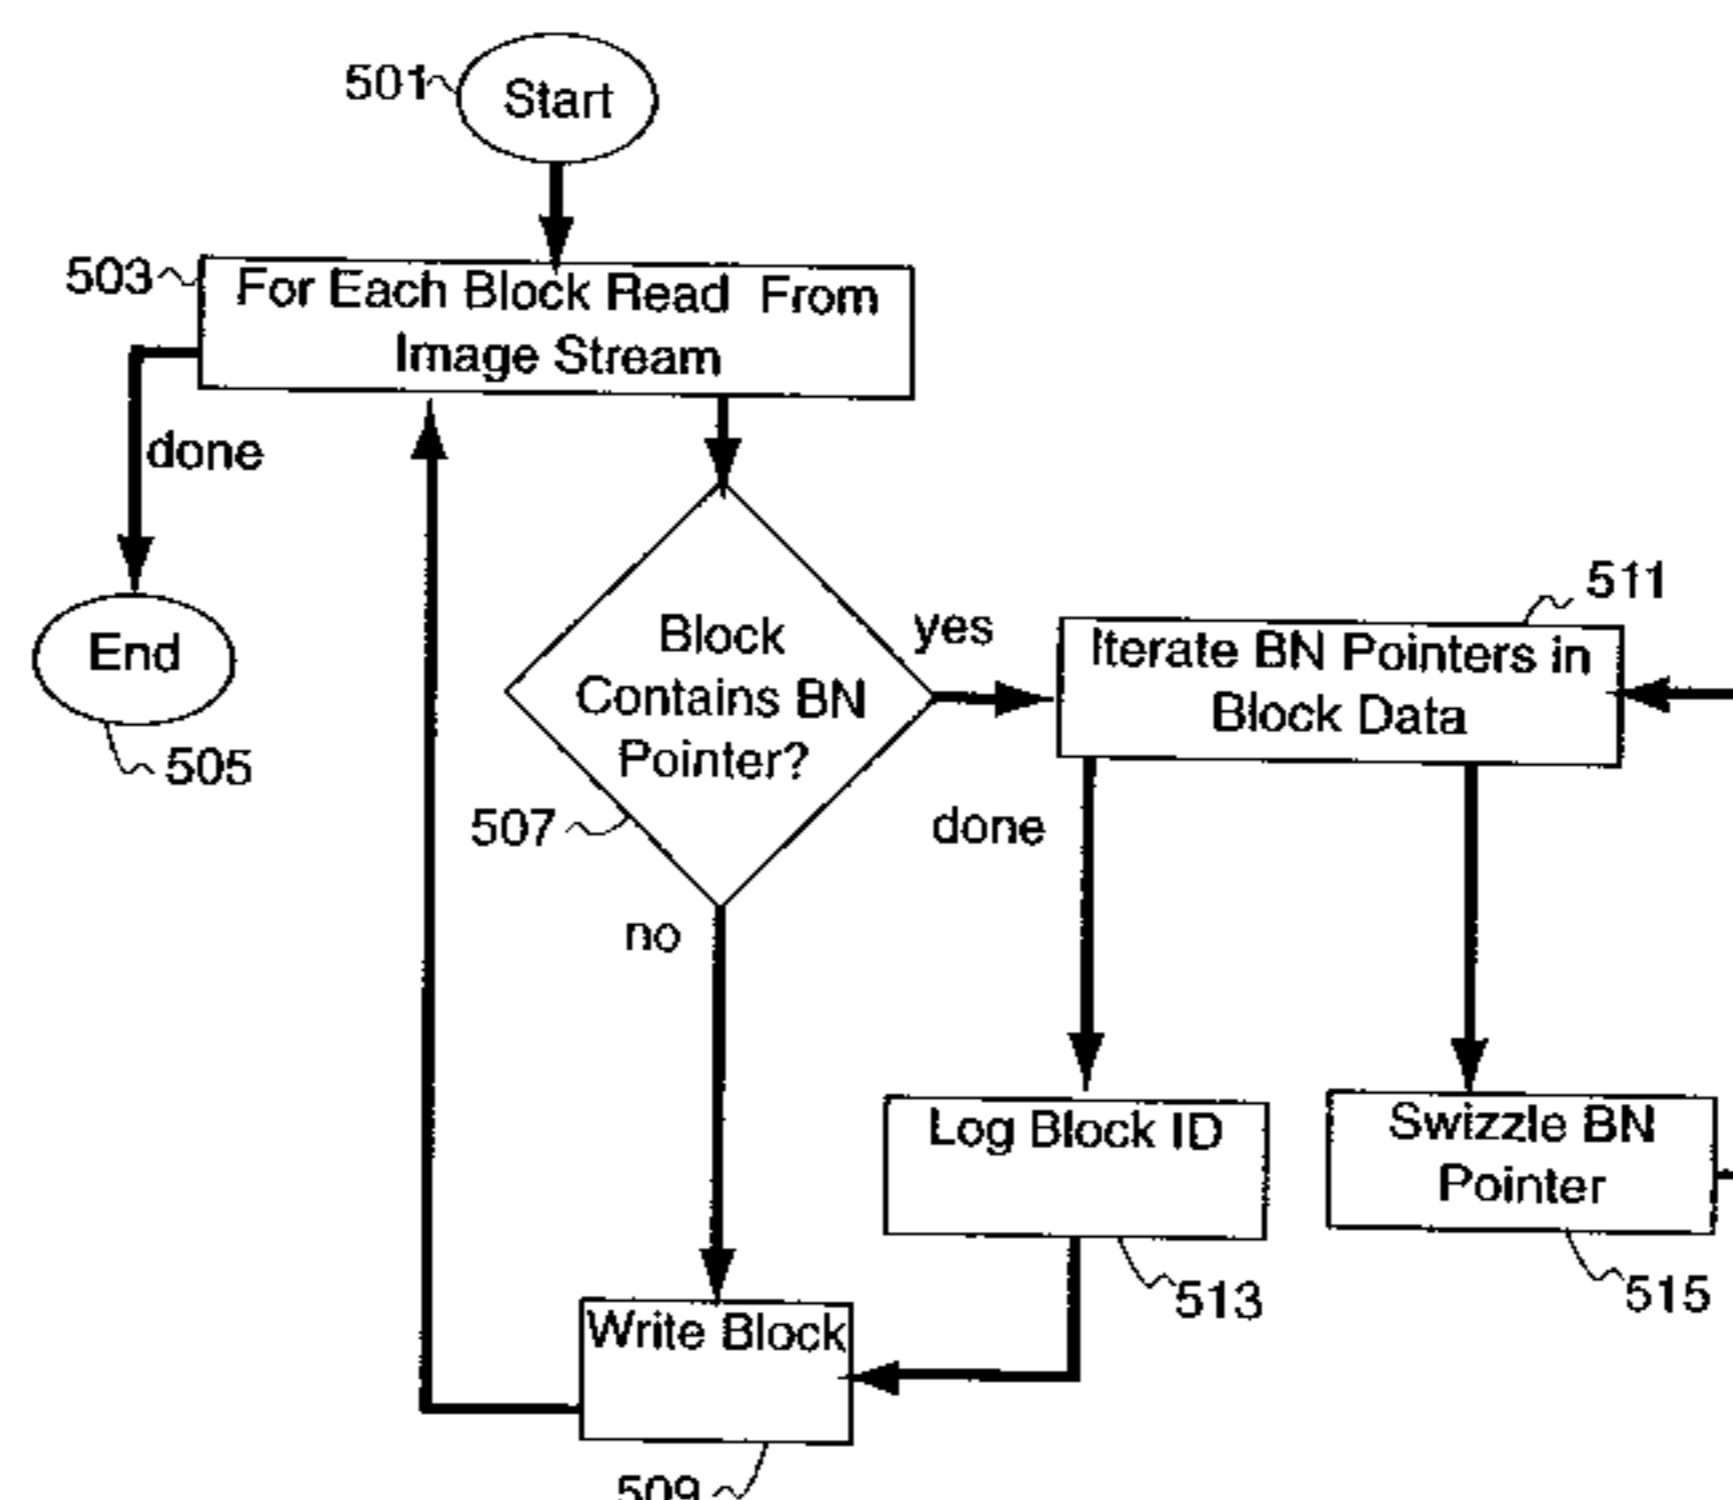 501
Start
503
For Each Block Read From
Image Stream
done
End
505
Block
Contains BN
Pointer?
yes
507
no
511
Iterate BN Pointers in
Block Data
done
Log Block ID
513
Swizzle BN
Pointer
515
Write Block
509